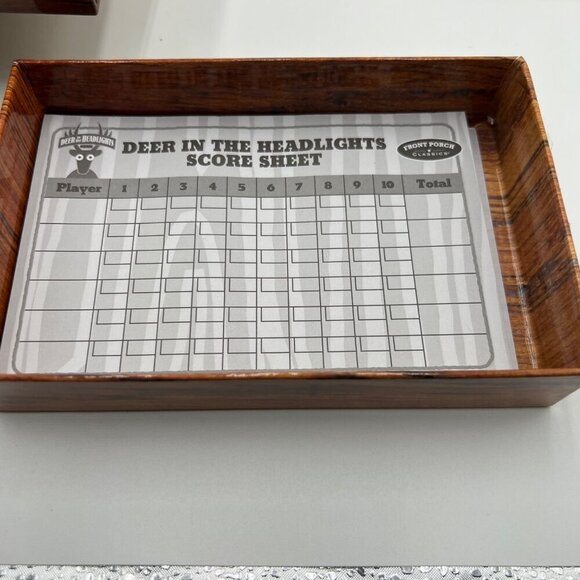 DEER IN THE HEADLIGHTS
DEER IN THE HEADLIGHTS
SCORE SHEET
FRONT PORCH
CLASSICS
Player 1 2 3 4 5 6 7 8 9 10 Total